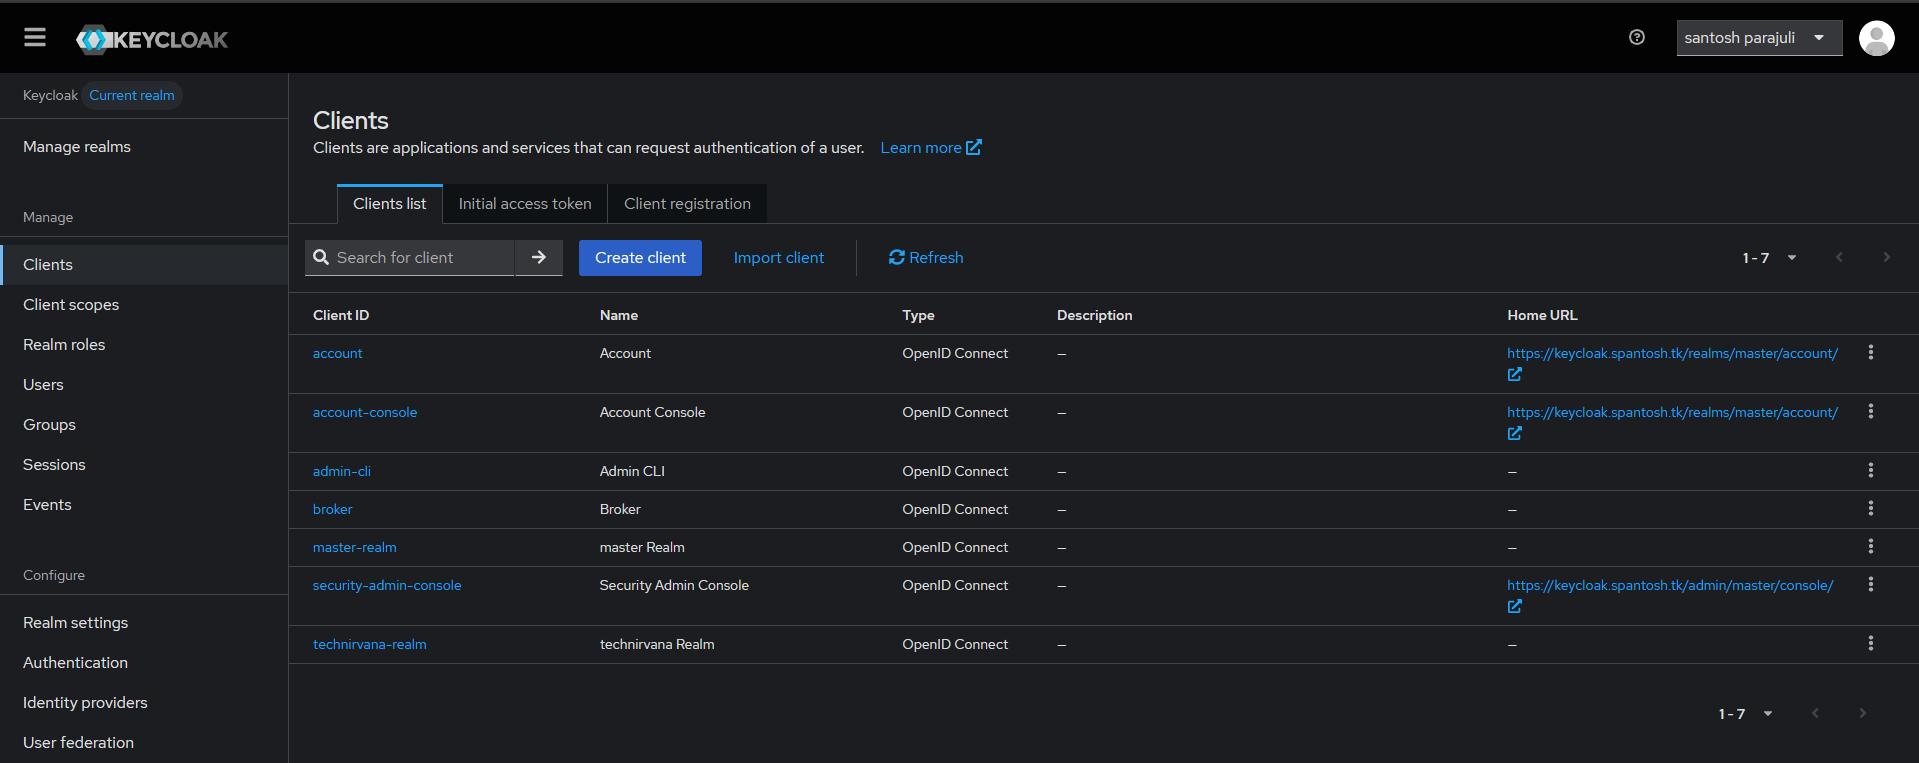 KEYCLOAK
santosh parajuli
Keycloak Current realm
Manage realms
Manage
Clients
Client scopes
Realm roles
Users
Groups
Sessions
Events
Configure
Realm settings
Authentication
Identity providers
User federation
Clients
Clients are applications and services that can request authentication of a user. Learn more
Clients list Initial access token Client registration
Search for client Create client Import client Refresh 1 - 7
Client ID Name Type Description Home URL
account Account OpenID Connect – https://keycloak.spantosh.tk/realms/master/account/
account-console Account Console OpenID Connect – https://keycloak.spantosh.tk/realms/master/account/
admin-cli Admin CLI OpenID Connect – –
broker Broker OpenID Connect – –
master-realm master Realm OpenID Connect – –
security-admin-console Security Admin Console OpenID Connect – https://keycloak.spantosh.tk/admin/master/console/
technirvana-realm technirvana Realm OpenID Connect – –
1 - 7